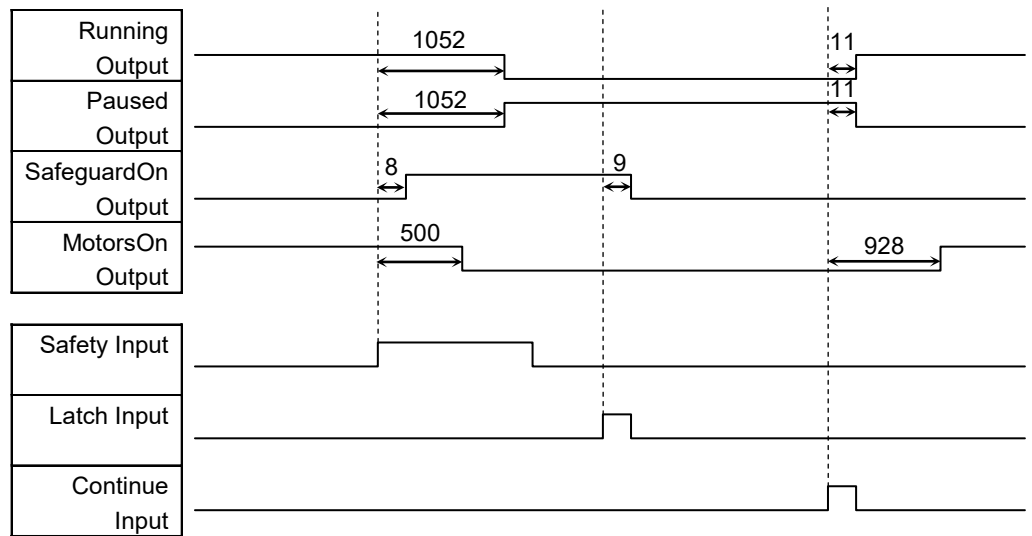 Running
Output
1052
11
Paused
Output
1052
11
SafeguardOn
Output
8
9
MotorsOn
Output
500
928
Safety Input
Latch Input
Continue
Input